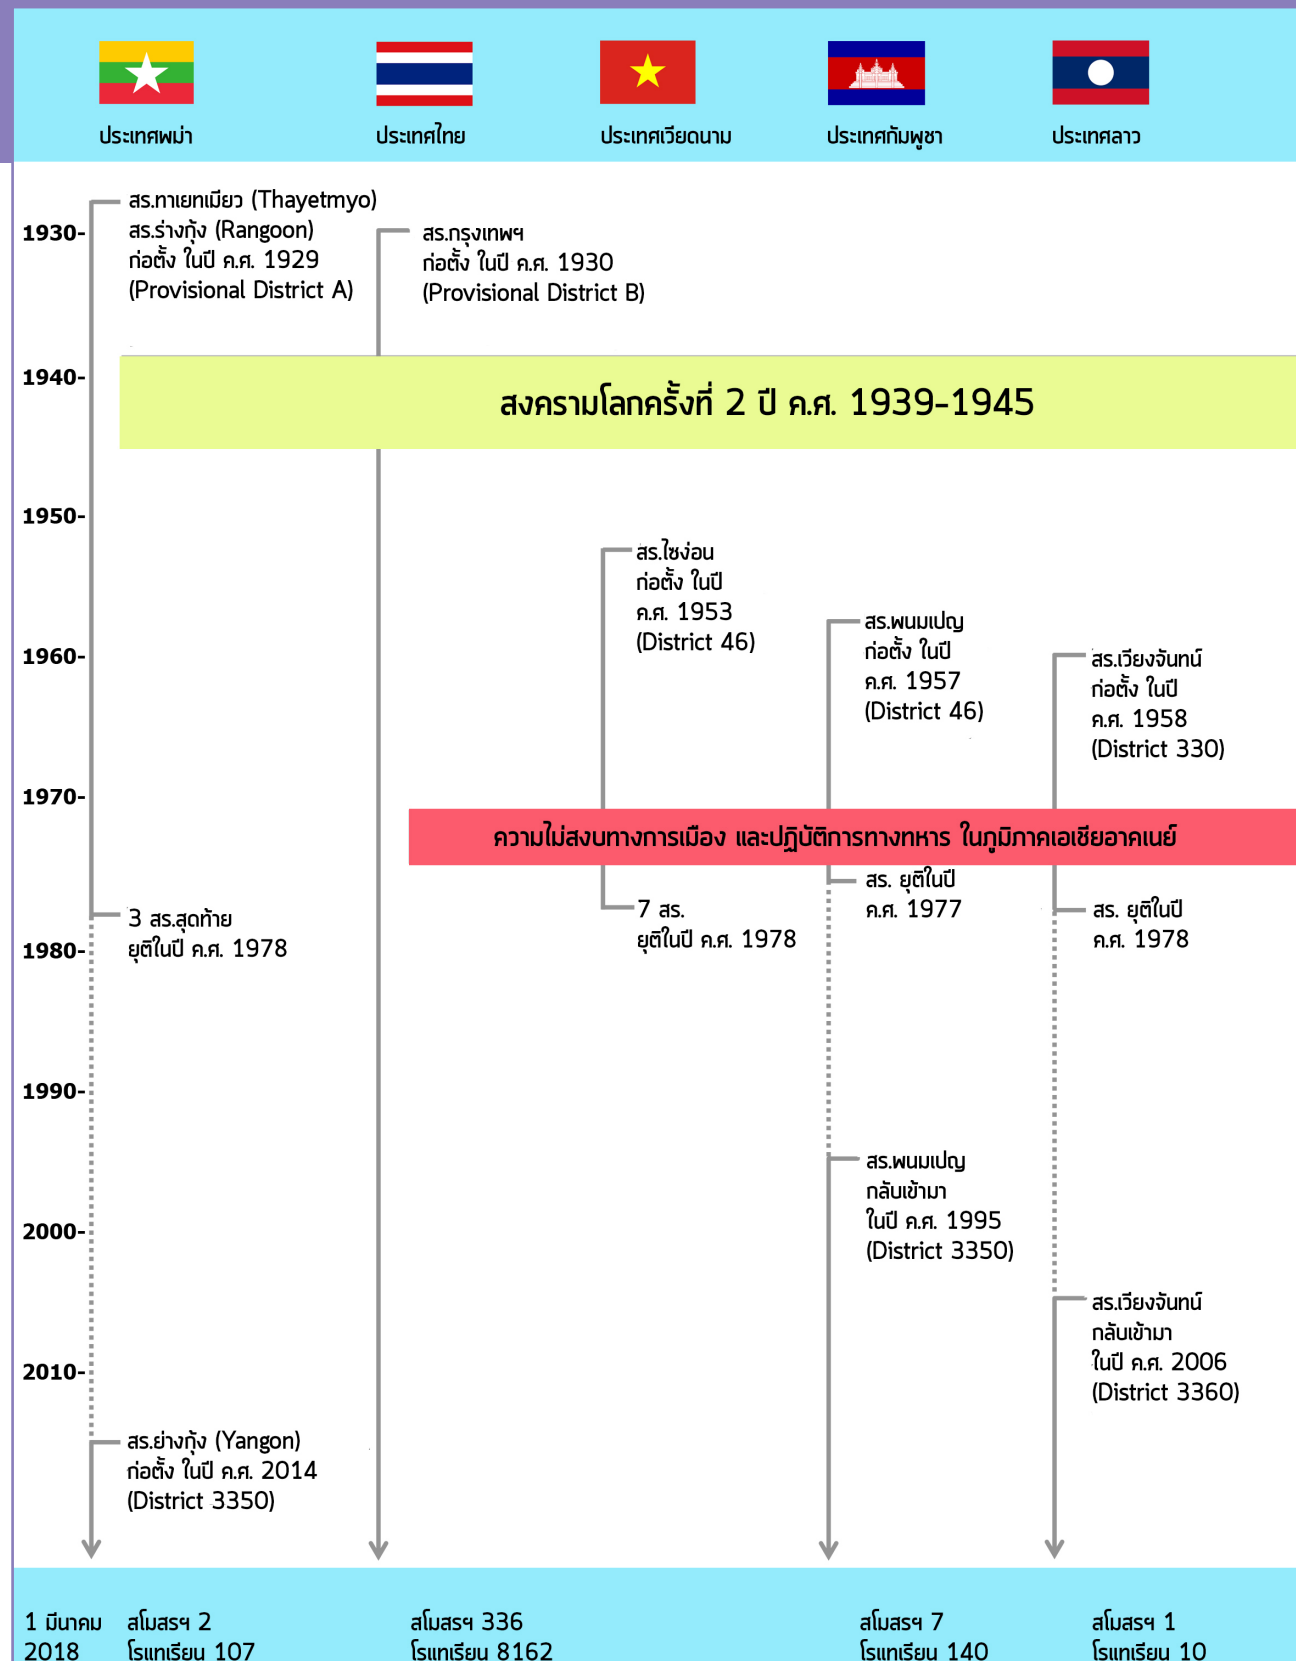 ประเทศพม่า
ประเทศไทย
ประเทศเวียดนาม
ประเทศกัมพูชา
ประเทศลาว
1930-
1940-
1950-
1960-
1970-
1980-
1990-
2000-
2010-
สร.ทาเยทเมียว (Thayetmyo)
สร.ร่างกุ้ง (Rangoon)
ก่อตั้ง ในปี ค.ศ. 1929
(Provisional District A)
สร.กรุงเทพฯ
ก่อตั้ง ในปี ค.ศ. 1930
(Provisional District B)
สงครามโลกครั้งที่ 2 ปี ค.ศ. 1939-1945
สร.ไซง่อน
ก่อตั้ง ในปี
ค.ศ. 1953
(District 46)
สร.พนมเปญ
ก่อตั้ง ในปี
ค.ศ. 1957
(District 46)
สร.เวียงจันทน์
ก่อตั้ง ในปี
ค.ศ. 1958
(District 330)
ความไม่สงบทางการเมือง และปฏิบัติการทางทหาร ในภูมิภาคเอเชียอาคเนย์
3 สร.สุดท้าย
ยุติในปี ค.ศ. 1978
7 สร.
ยุติในปี ค.ศ. 1978
สร. ยุติในปี
ค.ศ. 1977
สร. ยุติในปี
ค.ศ. 1978
สร.พนมเปญ
กลับเข้ามา
ในปี ค.ศ. 1995
(District 3350)
สร.เวียงจันทน์
กลับเข้ามา
ในปี ค.ศ. 2006
(District 3360)
สร.ย่างกุ้ง (Yangon)
ก่อตั้ง ในปี ค.ศ. 2014
(District 3350)
1 มีนาคม
2018
สโมสรฯ 2
โรแทเรียน 107
สโมสรฯ 336
โรแทเรียน 8162
สโมสรฯ 7
โรแทเรียน 140
สโมสรฯ 1
โรแทเรียน 10